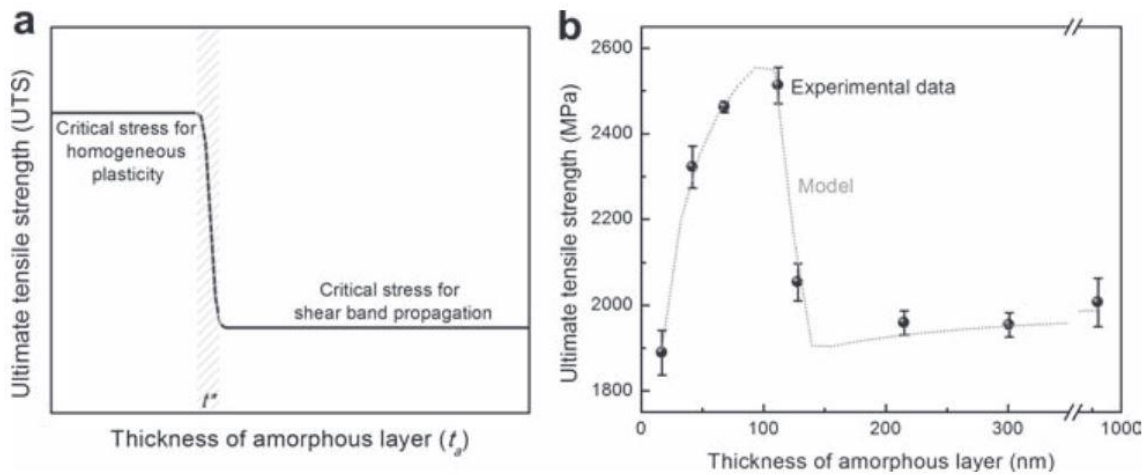 a
Ultimate tensile strength (UTS)
Critical stress for
homogeneous
plasticity
Critical stress for
shear band propagation
t*
Thickness of amorphous layer (tₐ)
b
Ultimate tensile strength (MPa)
2600
2400
2200
2000
1800
Experimental data
Model
0
100
200
300
1000
Thickness of amorphous layer (nm)